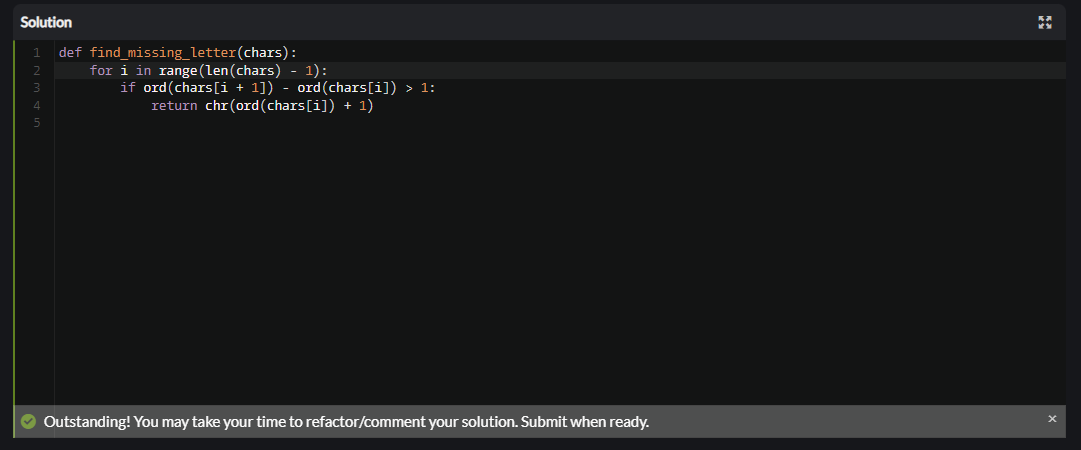 Solution
1 def find_missing_letter(chars):
2     for i in range(len(chars) - 1):
3         if ord(chars[i + 1]) - ord(chars[i]) > 1:
4             return chr(ord(chars[i]) + 1)
5
Outstanding! You may take your time to refactor/comment your solution. Submit when ready. ×